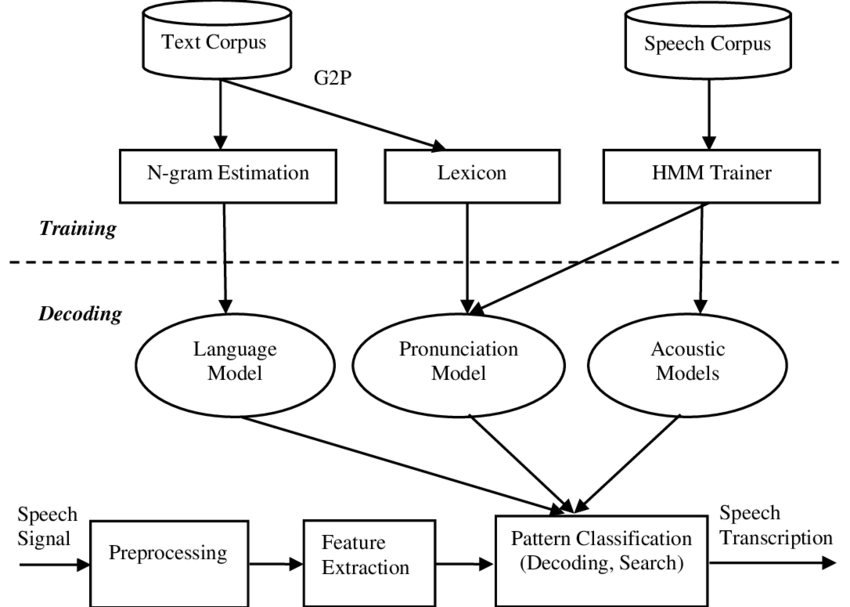 Text Corpus
Speech Corpus
G2P
N-gram Estimation
Lexicon
HMM Trainer
Training
Decoding
Language
Model
Pronunciation
Model
Acoustic
Models
Speech
Signal
Preprocessing
Feature
Extraction
Pattern Classification
(Decoding, Search)
Speech
Transcription